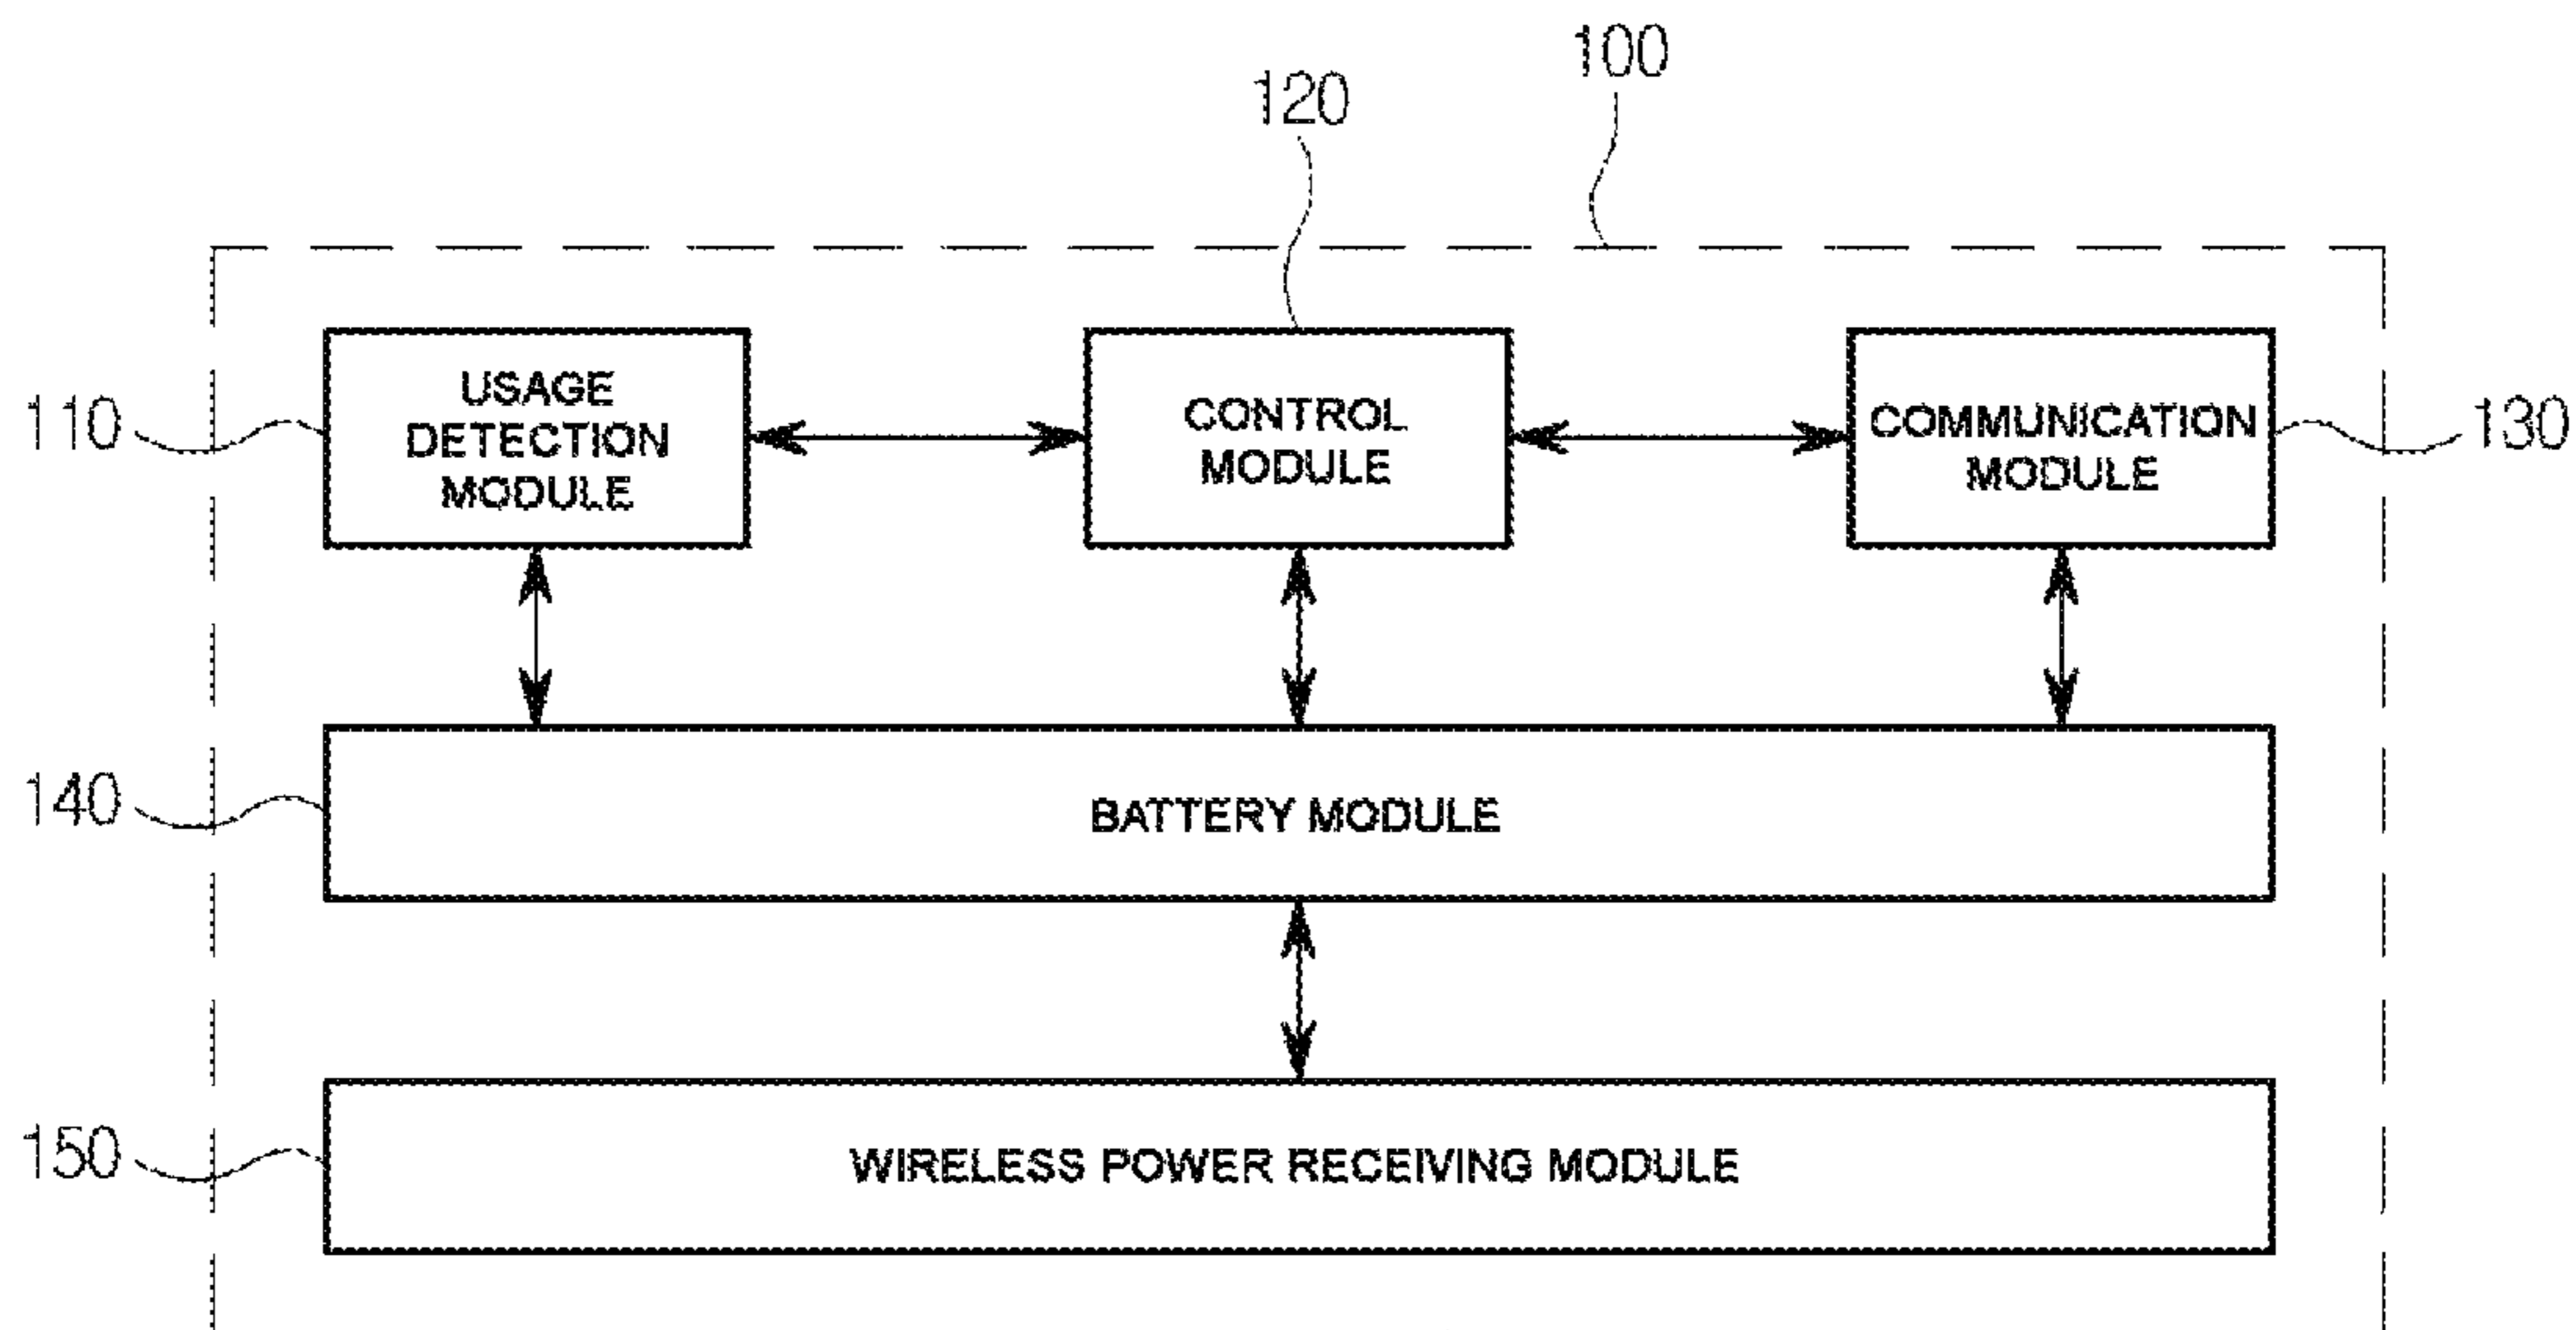 100
120
110
USAGE
DETECTION
MODULE
CONTROL
MODULE
COMMUNICATION
MODULE
130
140
BATTERY MODULE
150
WIRELESS POWER RECEIVING MODULE